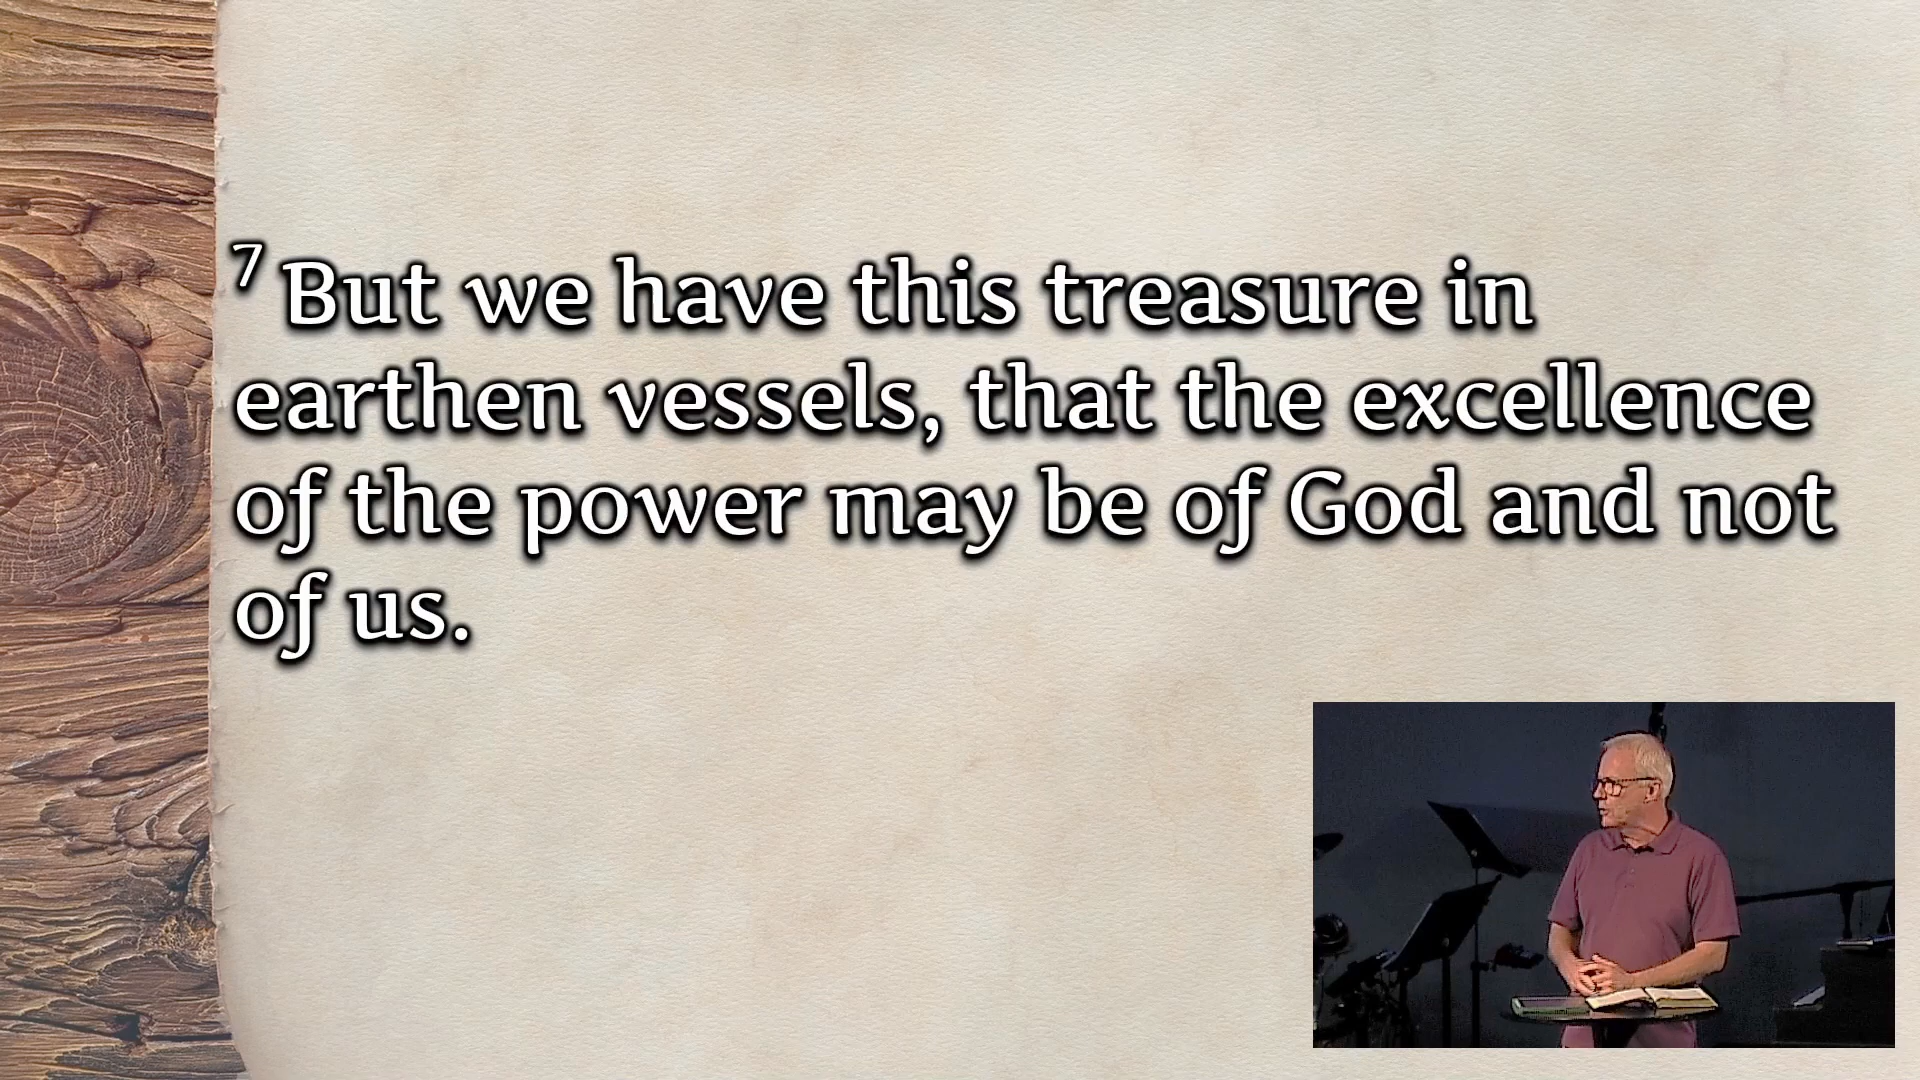 7 But we have this treasure in
earthen vessels, that the excellence
of the power may be of God and not
of us.